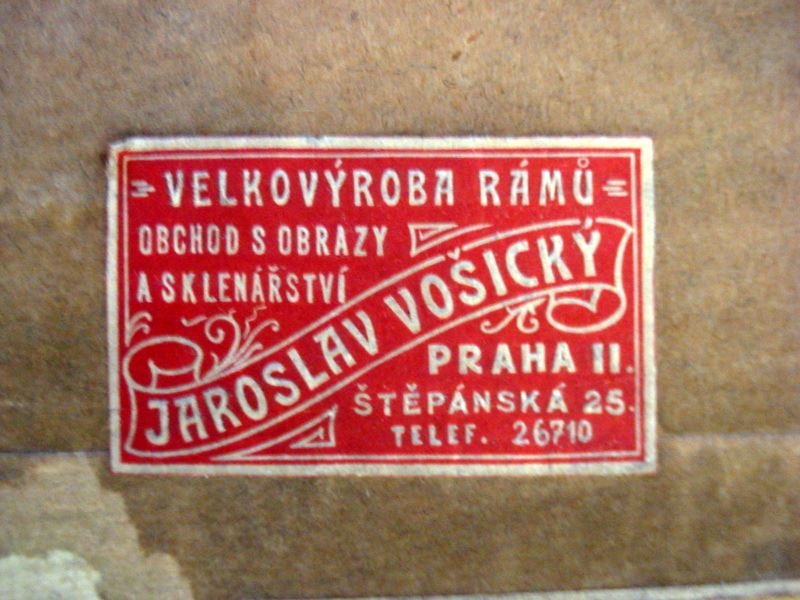 VELKOVÝROBA RÁMŮ
OBCHOD S OBRAZY
A SKLENÁŘSTVÍ
JAROSLAV VOŠICKÝ
PRAHA II.
ŠTĚPÁNSKÁ 25.
TELEF. 26710